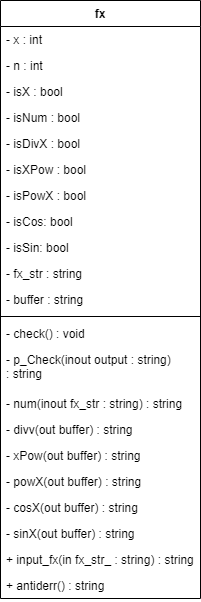 fx
- x : int
- n : int
- isX : bool
- isNum : bool
- isDivX : bool
- isXPow : bool
- isPowX : bool
- isCos: bool
- isSin: bool
- fx_str : string
- buffer : string
- check() : void
- p_Check(inout output : string)
: string
- num(inout fx_str : string) : string
- divv(out buffer) : string
- xPow(out buffer) : string
- powX(out buffer) : string
- cosX(out buffer) : string
- sinX(out buffer) : string
+ input_fx(in fx_str_ : string) : string
+ antiderr() : string